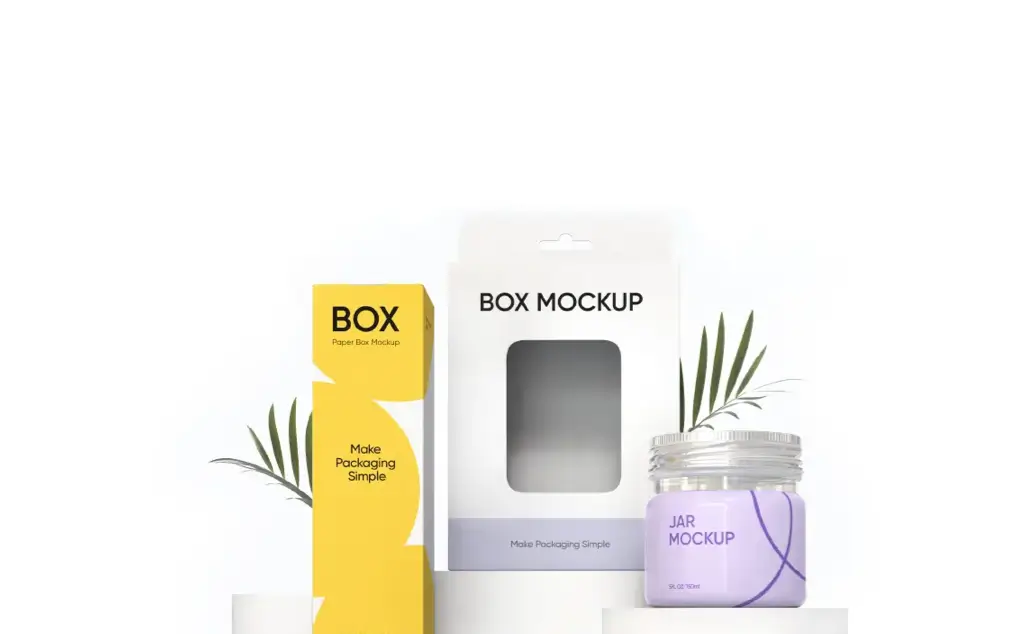 BOX
Paper Box Mockup
Make
Packaging
Simple
BOX MOCKUP
Make Packaging Simple
JAR
MOCKUP